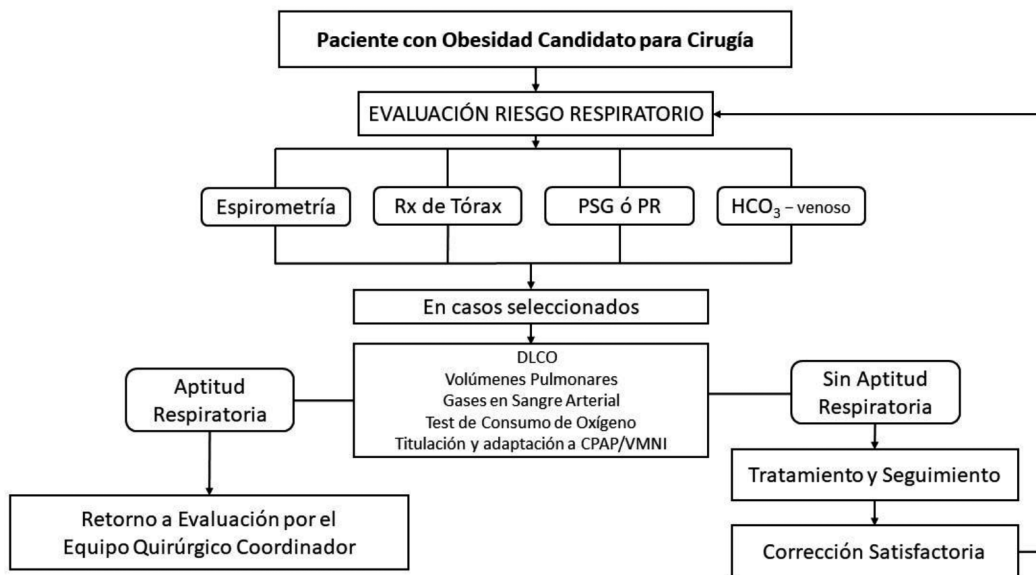 Paciente con Obesidad Candidato para Cirugía
EVALUACIÓN RIESGO RESPIRATORIO
Espirometría
Rx de Tórax
PSG ó PR
HCO₃ – venoso
En casos seleccionados
DLCO
Volúmenes Pulmonares
Gases en Sangre Arterial
Test de Consumo de Oxígeno
Titulación y adaptación a CPAP/VMNI
Aptitud
Respiratoria
Sin Aptitud
Respiratoria
Retorno a Evaluación por el
Equipo Quirúrgico Coordinador
Tratamiento y Seguimiento
Corrección Satisfactoria